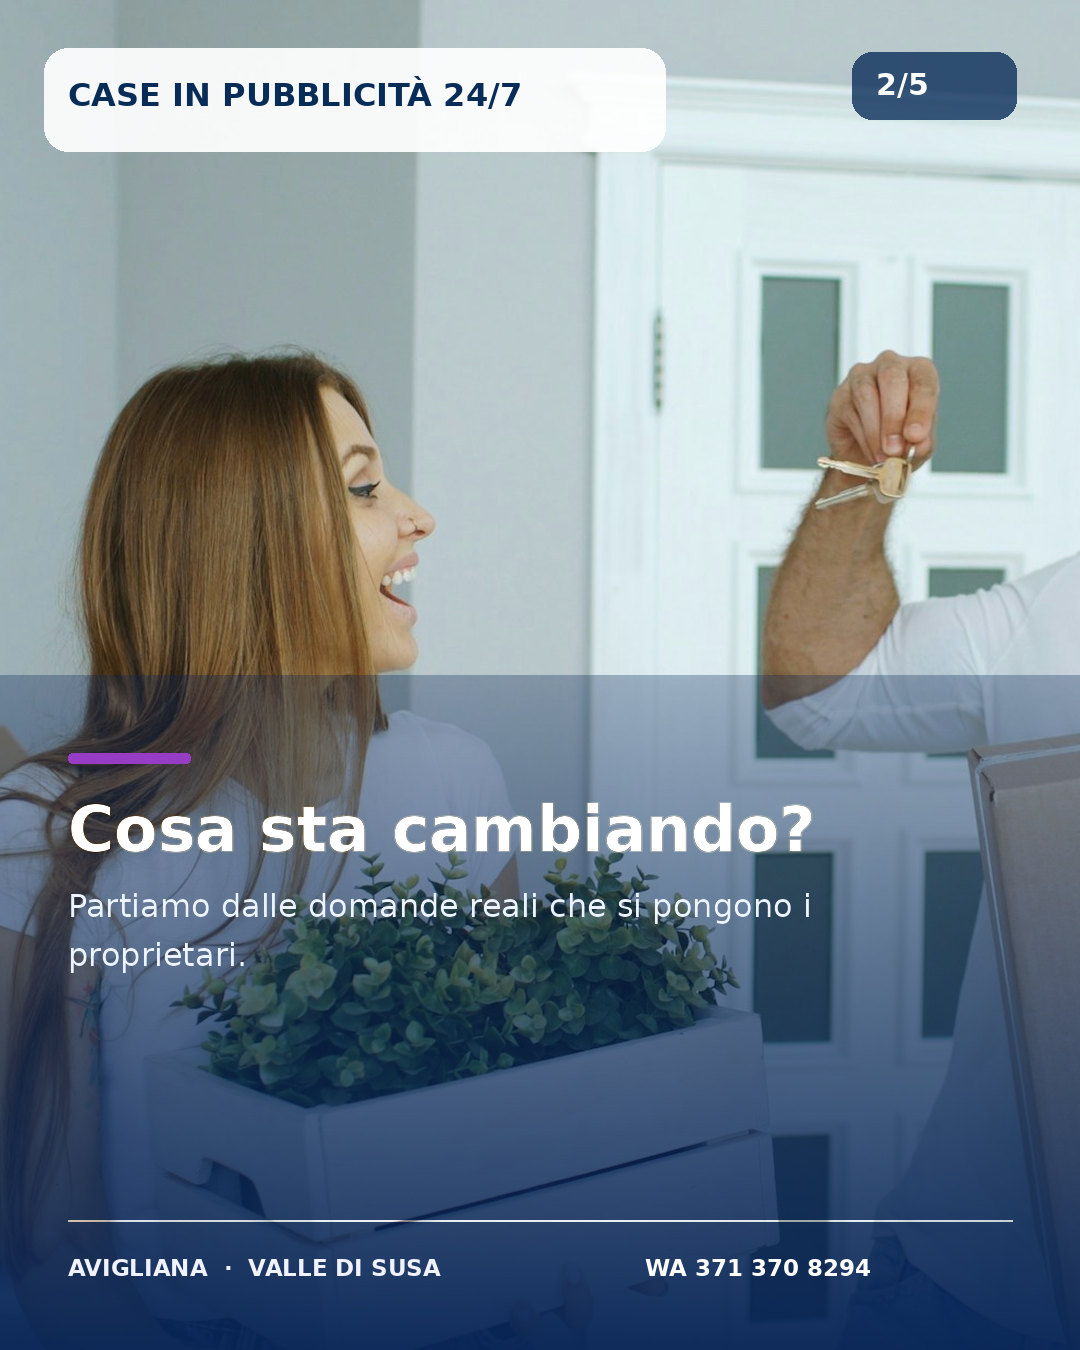 CASE IN PUBBLICITÀ 24/7
2/5
Cosa sta cambiando?
Partiamo dalle domande reali che si pongono i
proprietari.
AVIGLIANA · VALLE DI SUSA
WA 371 370 8294